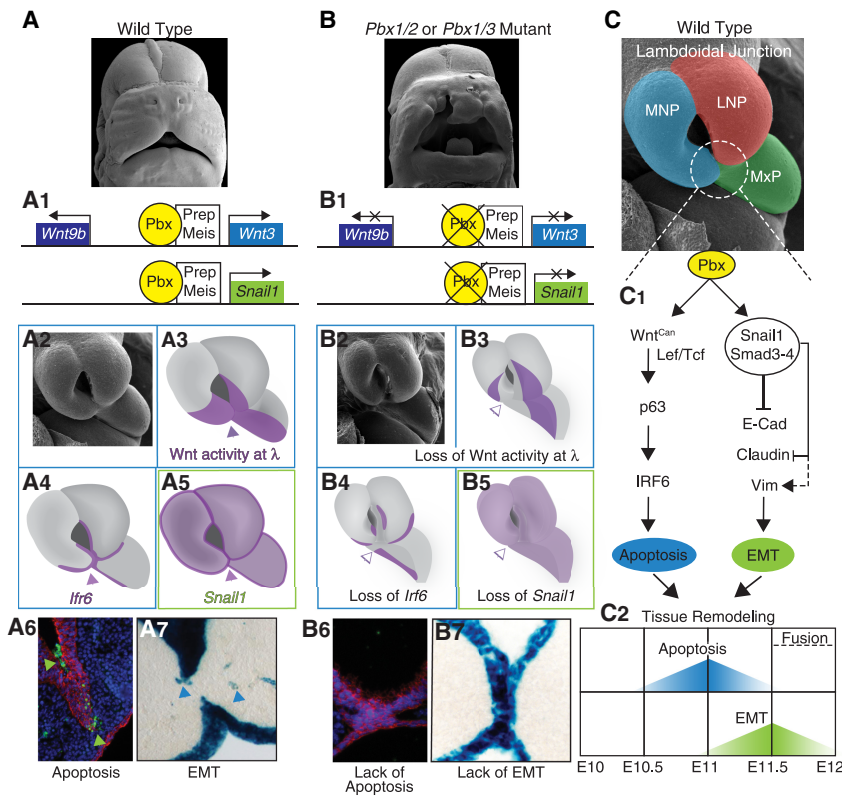 A
Wild Type
A1
Wnt9b
Pbx
Prep
Meis
Wnt3
Pbx
Prep
Meis
Snail1
A2
A3
Wnt activity at λ
A4
Ifr6
A5
Snail1
A6
Apoptosis
A7
EMT
B
Pbx1/2 or Pbx1/3 Mutant
B1
Wnt9b
Pbx
Prep
Meis
Wnt3
Pbx
Prep
Meis
Snail1
B2
B3
Loss of Wnt activity at λ
B4
Loss of Irf6
B5
Loss of Snail1
B6
Lack of
Apoptosis
B7
Lack of EMT
C
Wild Type
Lambdoidal Junction
MNP
LNP
MxP
Pbx
C1
WntCan
Lef/Tcf
p63
IRF6
Apoptosis
Snail1
Smad3-4
E-Cad
Claudin
Vim
EMT
C2
Tissue Remodeling
Apoptosis
Fusion
EMT
E10 E10.5 E11 E11.5 E12